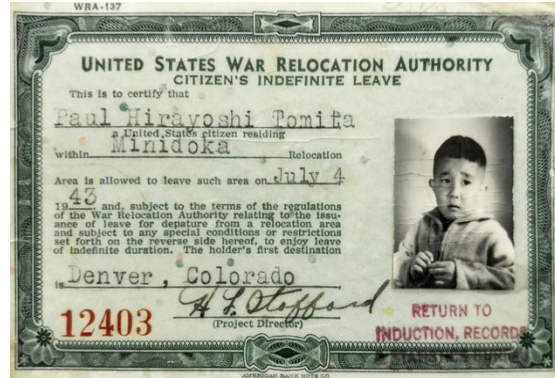 WRA-137
UNITED STATES WAR RELOCATION AUTHORITY
CITIZEN'S INDEFINITE LEAVE
This is to certify that
Paul Hirayoshi Tomita
a United States citizen residing
within Minidoka Relocation
Area is allowed to leave such area on July 4
1943, and, subject to the terms of the regulations
of the War Relocation Authority relating to the issu-
ance of leave for depature from a relocation area
and subject to any special conditions or restrictions
set forth on the reverse side hereof, to enjoy leave
of indefinite duration. The holder's first destination
is Denver, Colorado
H L Stafford
12403
(Project Director)
RETURN TO
INDUCTION, RECORDS
AMERICAN BANK NOTE CO